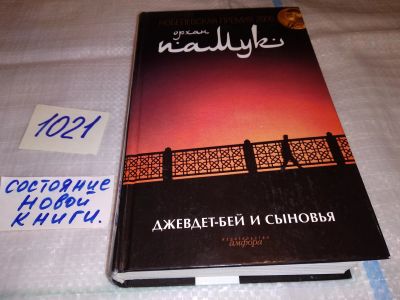 НОБЕЛЕВСКАЯ ПРЕМИЯ 2006
орхан
памук
1021
состояние
новой
книги.
ДЖЕВДЕТ-БЕЙ И СЫНОВЬЯ
издательство
амфора